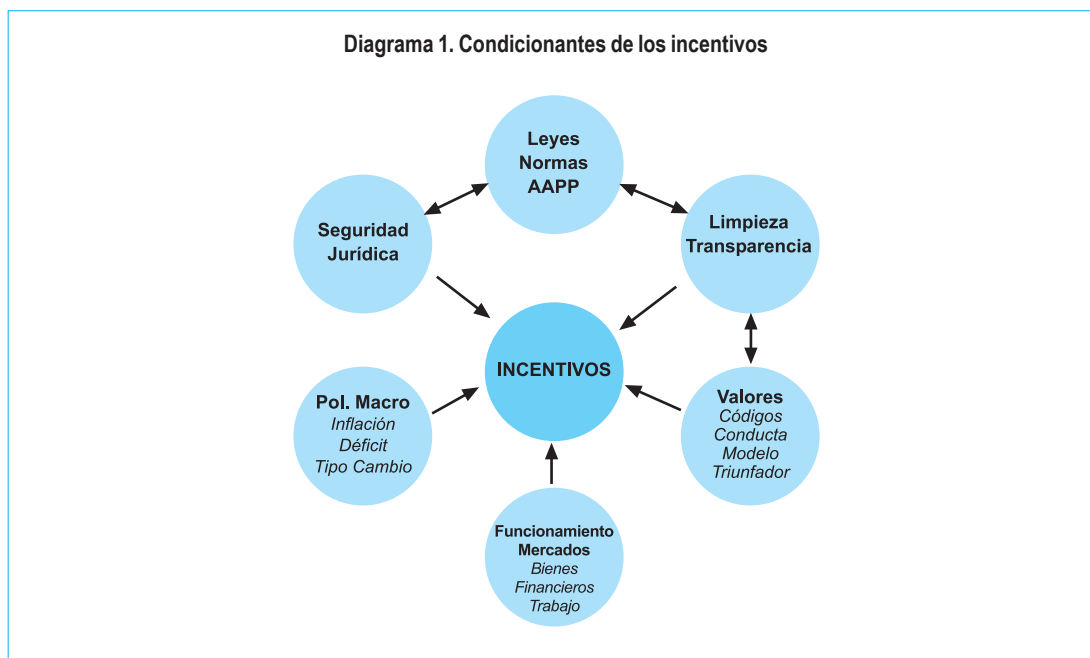 Diagrama 1. Condicionantes de los incentivos
Leyes
Normas
AAPP
Seguridad
Jurídica
Limpieza
Transparencia
INCENTIVOS
Pol. Macro
Inflación
Déficit
Tipo Cambio
Valores
Códigos
Conducta
Modelo
Triunfador
Funcionamiento
Mercados
Bienes
Financieros
Trabajo